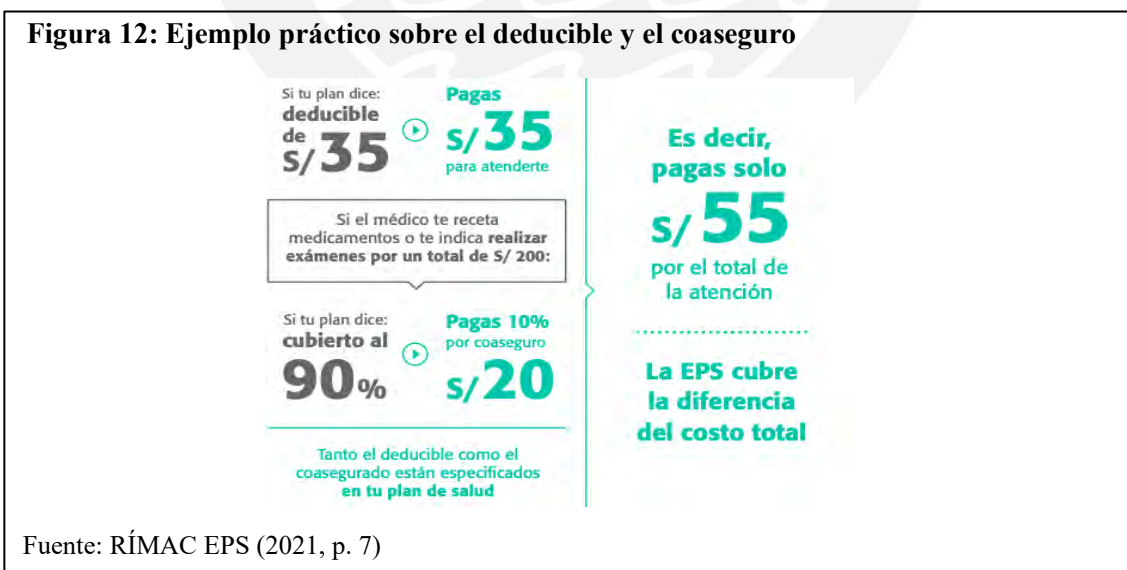 Figura 12: Ejemplo práctico sobre el deducible y el coaseguro
Si tu plan dice:
deducible
de
S/35
Pagas
S/35
para atenderte
Si el médico te receta
medicamentos o te indica realizar
exámenes por un total de S/ 200:
Si tu plan dice:
cubierto al
90%
Pagas 10%
por coaseguro
S/20
Tanto el deducible como el
coasegurado están especificados
en tu plan de salud
Es decir,
pagas solo
S/ 55
por el total de
la atención
La EPS cubre
la diferencia
del costo total
Fuente: RÍMAC EPS (2021, p. 7)